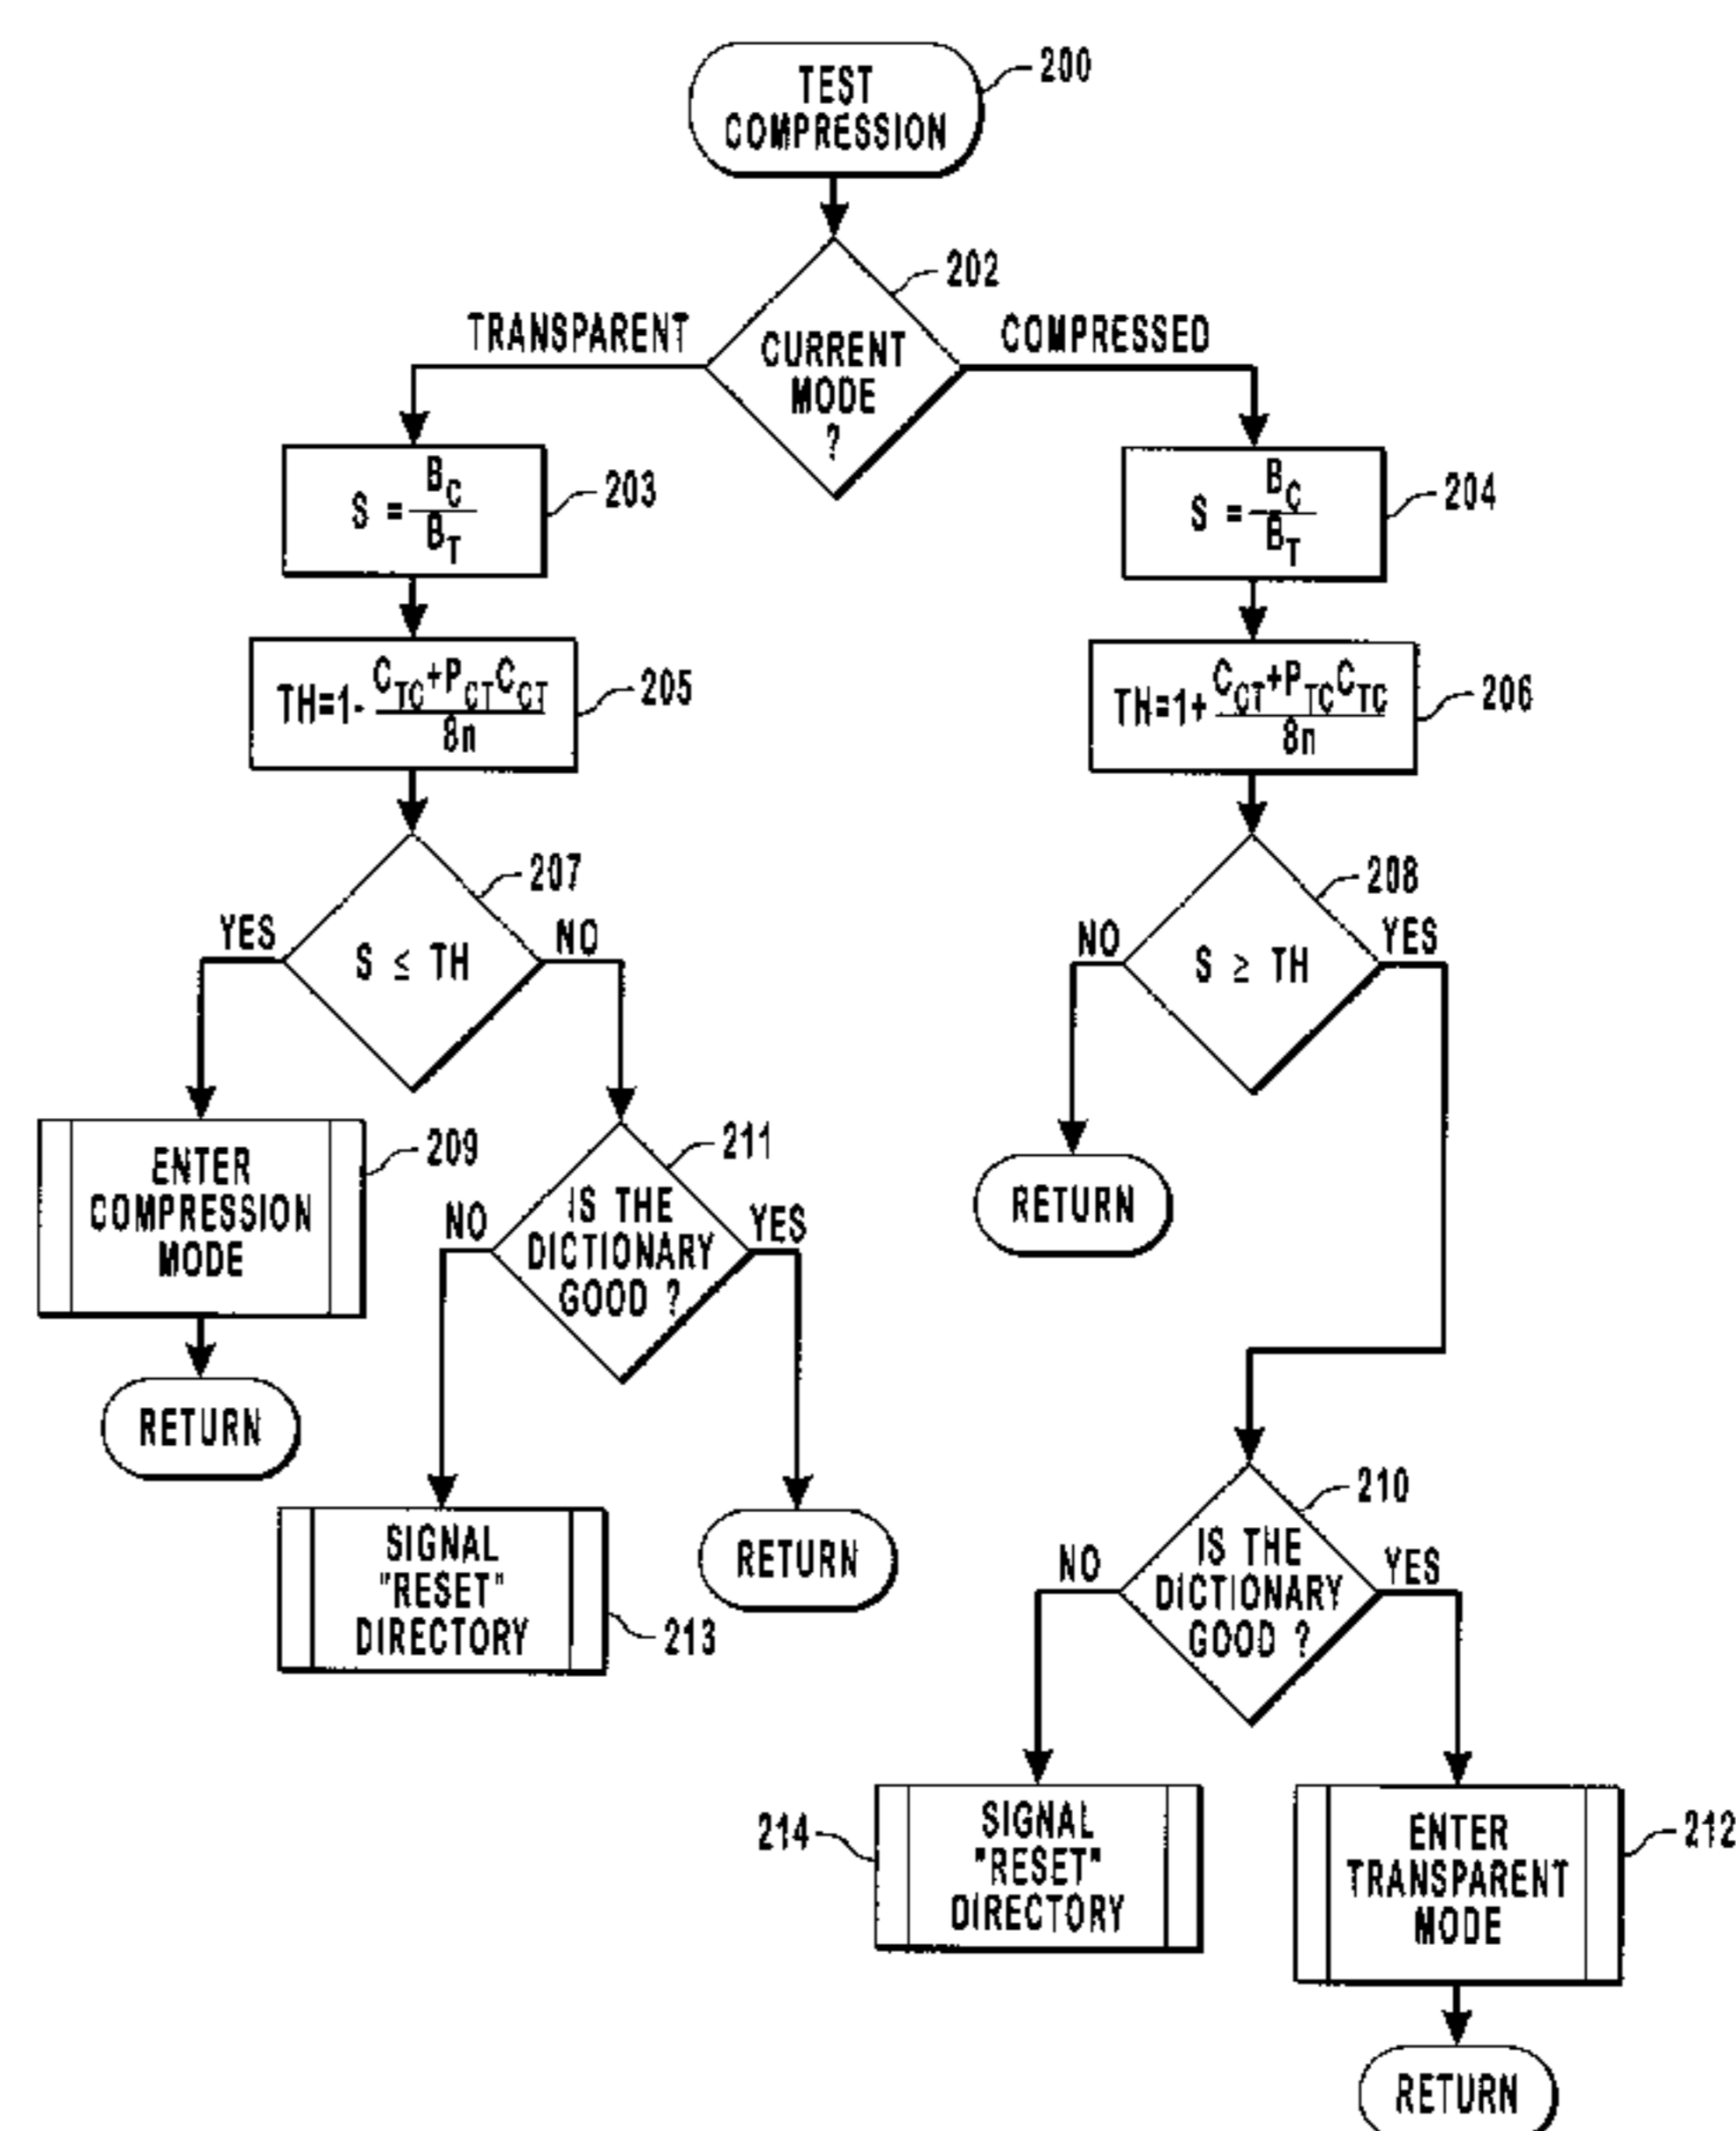 TEST
COMPRESSION
200
202
TRANSPARENT
CURRENT
MODE
?
COMPRESSED
S = B_C / B_T
203
S = B_C / B_T
204
TH=1- C_TC+P_CT C_CT / 8n
205
TH=1+ C_CT+P_TC C_TC / 8n
206
207
YES
S ≤ TH
NO
208
NO
S ≥ TH
YES
ENTER
COMPRESSION
MODE
209
RETURN
211
NO
IS THE
DICTIONARY
GOOD ?
YES
SIGNAL
"RESET"
DIRECTORY
213
RETURN
RETURN
210
NO
IS THE
DICTIONARY
GOOD ?
YES
214
SIGNAL
"RESET"
DIRECTORY
ENTER
TRANSPARENT
MODE
212
RETURN